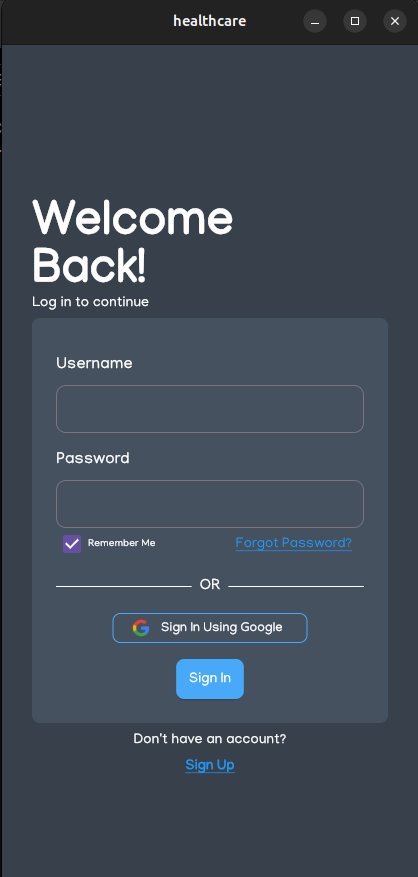 healthcare
Welcome
Back!
Log in to continue
Username
Password
Remember Me
Forgot Password?
OR
Sign In Using Google
Sign In
Don't have an account?
Sign Up